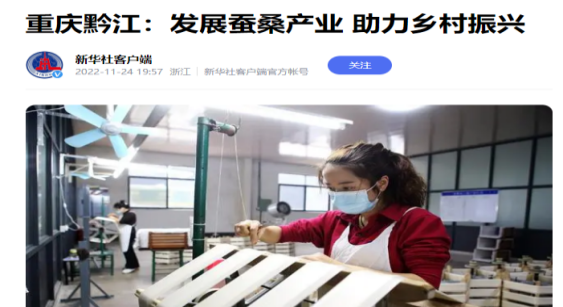 重庆黔江：发展蚕桑产业 助力乡村振兴
新华社客户端
2022-11-24 19:57 浙江 | 新华社客户端官方帐号
关注